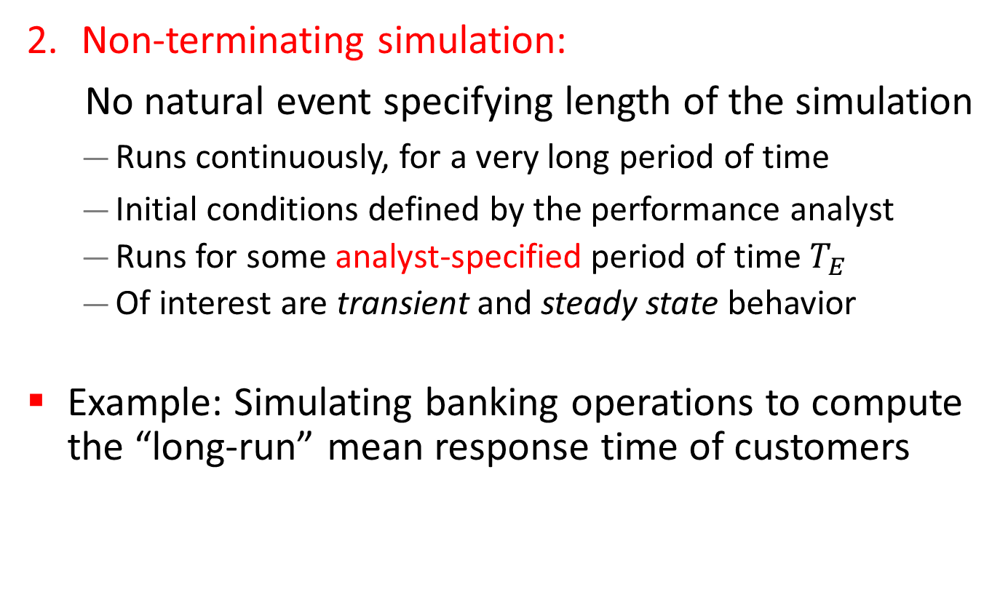 2. Non-terminating simulation:
No natural event specifying length of the simulation
— Runs continuously, for a very long period of time
— Initial conditions defined by the performance analyst
— Runs for some analyst-specified period of time T_E
— Of interest are transient and steady state behavior
▪ Example: Simulating banking operations to compute
the “long-run” mean response time of customers